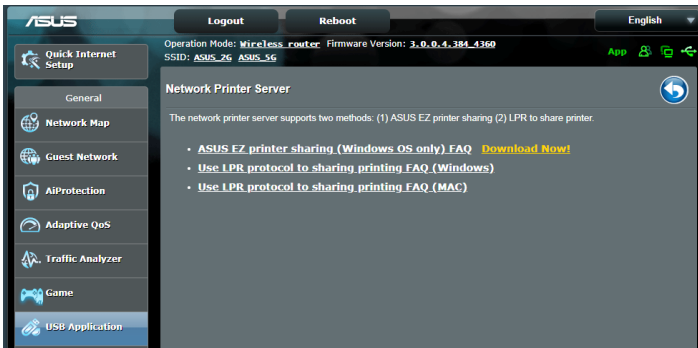 ASUS
Logout
Reboot
English
Quick Internet
Setup
Operation Mode: Wireless router Firmware Version: 3.0.0.4.384_4360
SSID: ASUS_2G ASUS_5G
App
General
Network Map
Guest Network
AiProtection
Adaptive QoS
Traffic Analyzer
Game
USB Application
Network Printer Server
The network printer server supports two methods: (1) ASUS EZ printer sharing (2) LPR to share printer.
• ASUS EZ printer sharing (Windows OS only) FAQ Download Now!
• Use LPR protocol to sharing printing FAQ (Windows)
• Use LPR protocol to sharing printing FAQ (MAC)